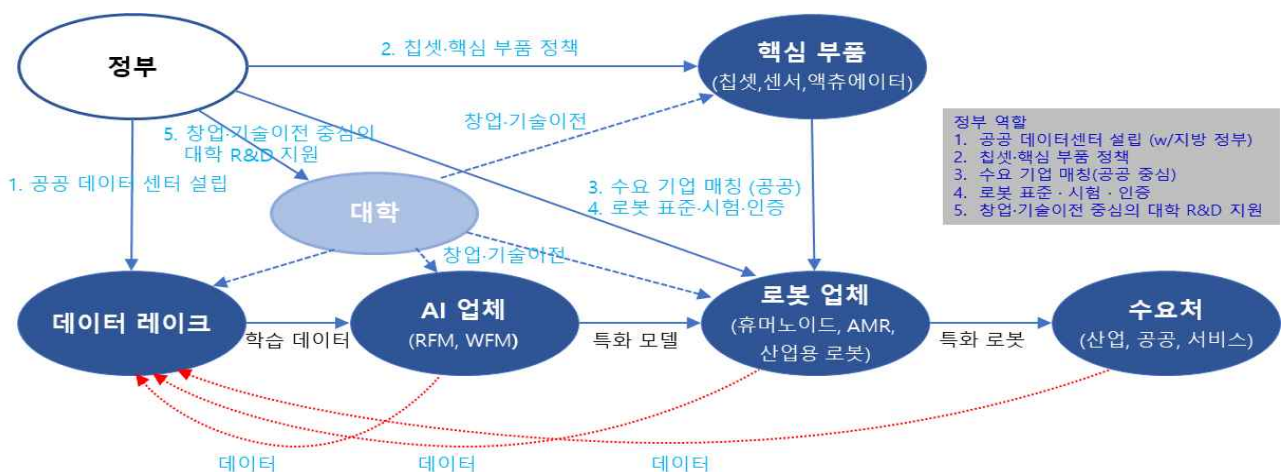 정부
2. 칩셋·핵심 부품 정책
핵심 부품
(칩셋,센서,액츄에이터)
창업·기술이전
5. 창업·기술이전 중심의
대학 R&D 지원
1. 공공 데이터 센터 설립
대학
3. 수요 기업 매칭 (공공)
4. 로봇 표준·시험·인증
정부 역할
1. 공공 데이터센터 설립 (w/지방 정부)
2. 칩셋·핵심 부품 정책
3. 수요 기업 매칭(공공 중심)
4. 로봇 표준 · 시험 · 인증
5. 창업·기술이전 중심의 대학 R&D 지원
창업·기술이전
데이터 레이크
학습 데이터
AI 업체
(RFM, WFM)
특화 모델
로봇 업체
(휴머노이드, AMR,
산업용 로봇)
특화 로봇
수요처
(산업, 공공, 서비스)
데이터
데이터
데이터